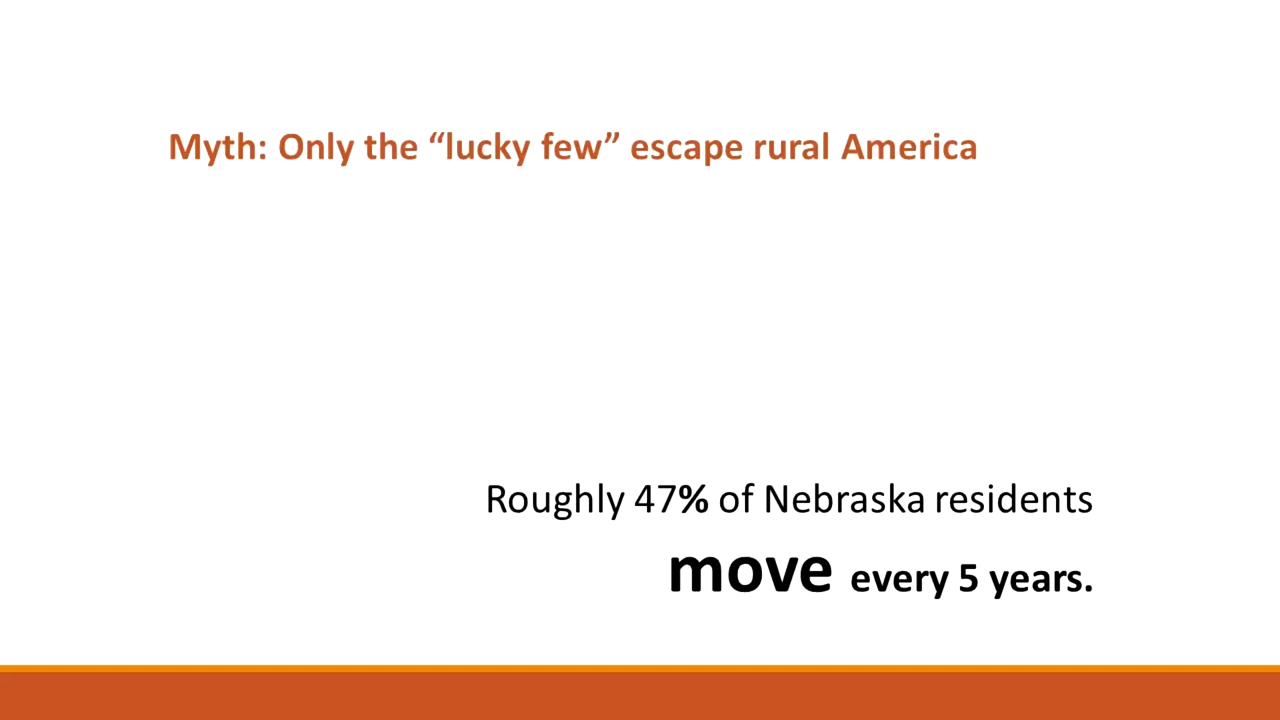 Myth: Only the “lucky few” escape rural America
Roughly 47% of Nebraska residents
move every 5 years.